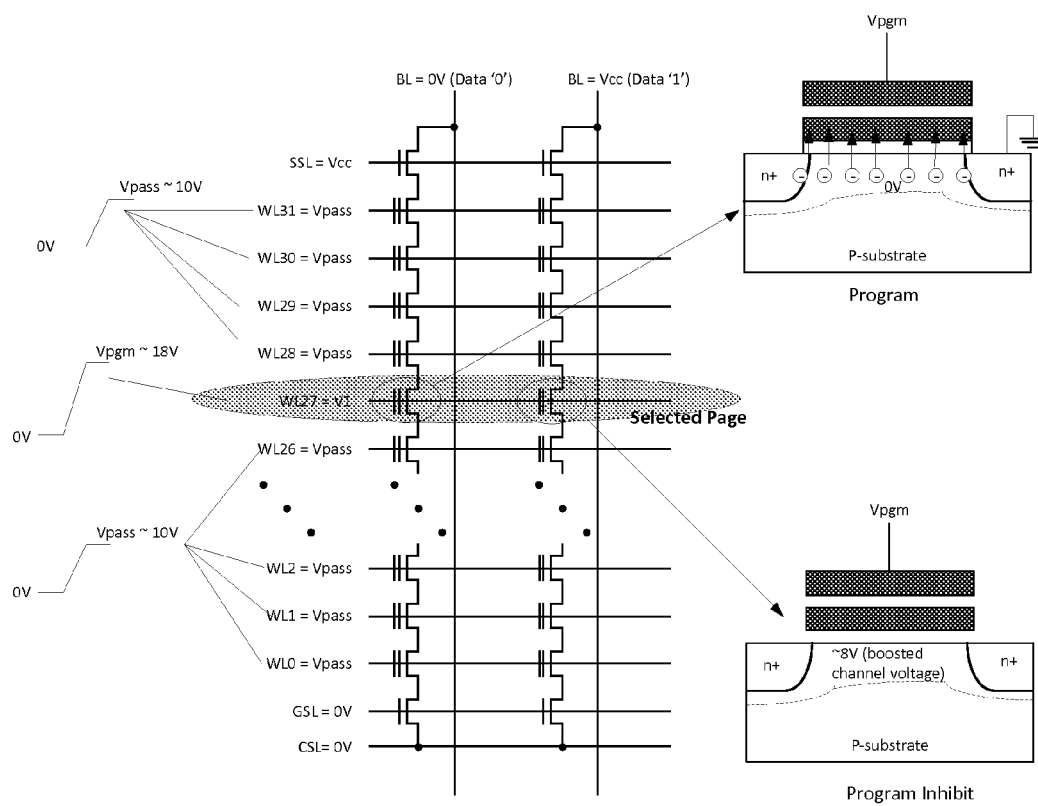 Vpgm
BL = 0V (Data ‘0’)
BL = Vcc (Data ‘1’)
SSL = Vcc
Vpass ~ 10V
0V
WL31 = Vpass
WL30 = Vpass
WL29 = Vpass
WL28 = Vpass
n+
n+
0V
P-substrate
Program
Vpgm ~ 18V
0V
WL27 = V1
Selected Page
WL26 = Vpass
Vpass ~ 10V
0V
WL2 = Vpass
WL1 = Vpass
WL0 = Vpass
GSL = 0V
CSL= 0V
Vpgm
n+
~8V (boosted
channel voltage)
n+
P-substrate
Program Inhibit